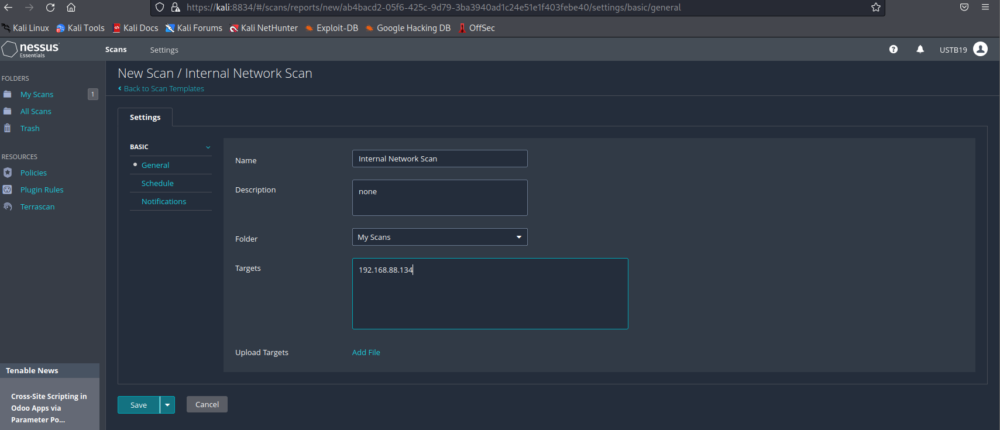 https://kali:8834/#/scans/reports/new/ab4bacd2-05f6-425c-9d79-3ba3940ad1c24e51e1f403febe40/settings/basic/general
Kali Linux Kali Tools Kali Docs Kali Forums Kali NetHunter Exploit-DB Google Hacking DB OffSec
nessus
Essentials
Scans Settings USTB19
FOLDERS
My Scans 1
All Scans
Trash
RESOURCES
Policies
Plugin Rules
Terrascan
Tenable News
Cross-Site Scripting in
Odoo Apps via
Parameter Po...
New Scan / Internal Network Scan
Back to Scan Templates
Settings
BASIC
General
Schedule
Notifications
Name Internal Network Scan
Description none
Folder My Scans
Targets 192.168.88.134
Upload Targets Add File
Save Cancel